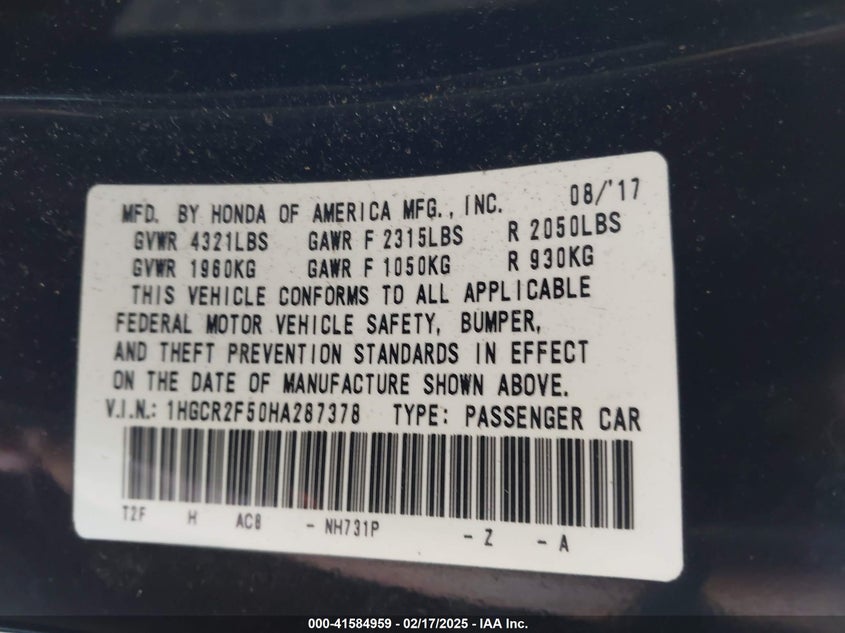 MFD. BY HONDA OF AMERICA MFG., INC. 08/'17
GVWR 4321LBS GAWR F 2315LBS R 2050LBS
GVWR 1960KG GAWR F 1050KG R 930KG
THIS VEHICLE CONFORMS TO ALL APPLICABLE
FEDERAL MOTOR VEHICLE SAFETY, BUMPER,
AND THEFT PREVENTION STANDARDS IN EFFECT
ON THE DATE OF MANUFACTURE SHOWN ABOVE.
V.I.N.: 1HGCR2F50HA287378 TYPE: PASSENGER CAR
T2F H AC8 - NH731P - Z - A
000-41584959 - 02/17/2025 - IAA Inc.